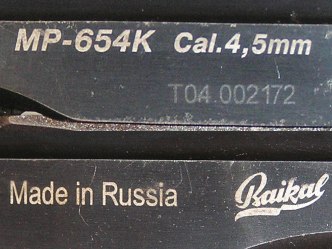 MP-654K Cal.4,5mm
T04 002172
Made in Russia Baikal